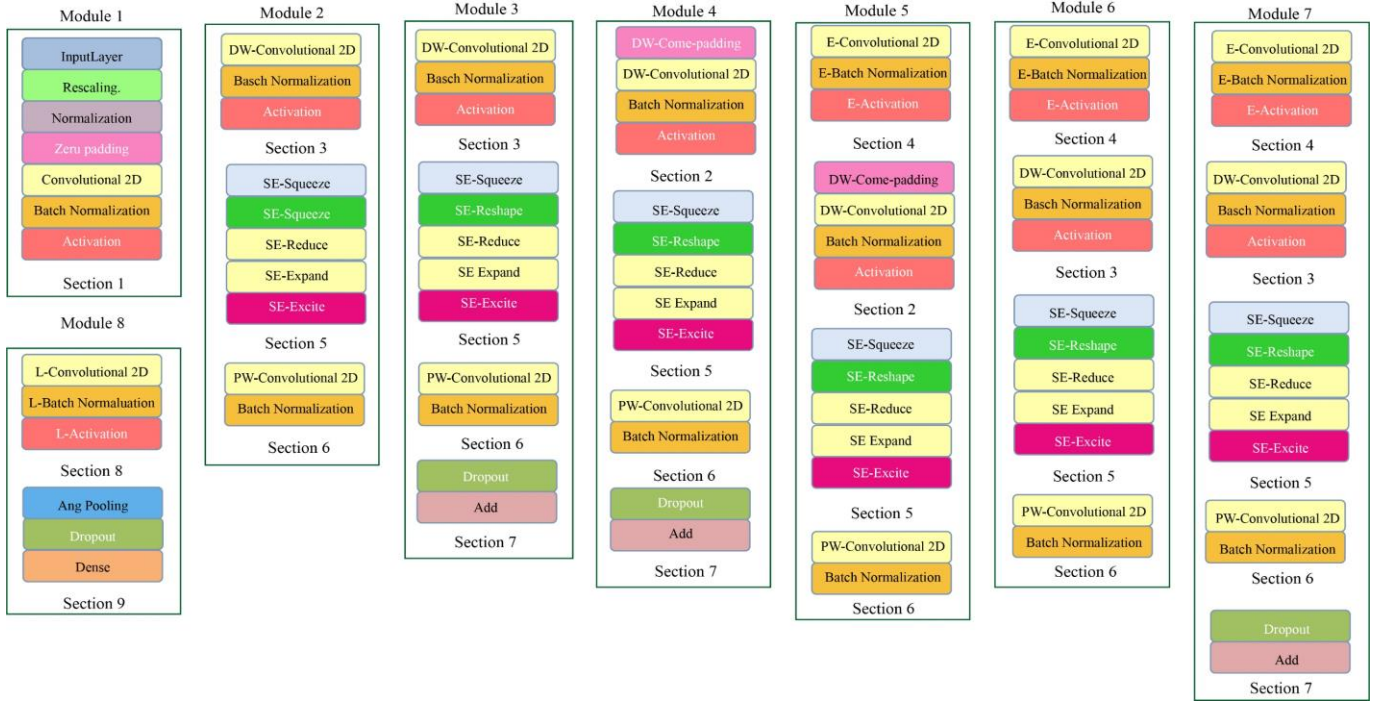 Module 1
InputLayer
Rescaling.
Normalization
Zeru padding
Convolutional 2D
Batch Normalization
Activation
Section 1
Module 8
L-Convolutional 2D
L-Batch Normaluation
L-Activation
Section 8
Ang Pooling
Dropout
Dense
Section 9
Module 2
DW-Convolutional 2D
Basch Normalization
Activation
Section 3
SE-Squeeze
SE-Squeeze
SE-Reduce
SE-Expand
SE-Excite
Section 5
PW-Convolutional 2D
Batch Normalization
Section 6
Module 3
DW-Convolutional 2D
Basch Normalization
Activation
Section 3
SE-Squeeze
SE-Reshape
SE-Reduce
SE Expand
SE-Excite
Section 5
PW-Convolutional 2D
Batch Normalization
Section 6
Dropout
Add
Section 7
Module 4
DW-Come-padding
DW-Convolutional 2D
Batch Normalization
Activation
Section 2
SE-Squeeze
SE-Reshape
SE-Reduce
SE Expand
SE-Excite
Section 5
PW-Convolutional 2D
Batch Normalization
Section 6
Dropout
Add
Section 7
Module 5
E-Convolutional 2D
E-Batch Normalization
E-Activation
Section 4
DW-Come-padding
DW-Convolutional 2D
Batch Normalization
Activation
Section 2
SE-Squeeze
SE-Reshape
SE-Reduce
SE Expand
SE-Excite
Section 5
PW-Convolutional 2D
Batch Normalization
Section 6
Module 6
E-Convolutional 2D
E-Batch Normalization
E-Activation
Section 4
DW-Convolutional 2D
Basch Normalization
Activation
Section 3
SE-Squeeze
SE-Reshape
SE-Reduce
SE Expand
SE-Excite
Section 5
PW-Convolutional 2D
Batch Normalization
Section 6
Module 7
E-Convolutional 2D
E-Batch Normalization
E-Activation
Section 4
DW-Convolutional 2D
Basch Normalization
Activation
Section 3
SE-Squeeze
SE-Reshape
SE-Reduce
SE Expand
SE-Excite
Section 5
PW-Convolutional 2D
Batch Normalization
Section 6
Dropout
Add
Section 7